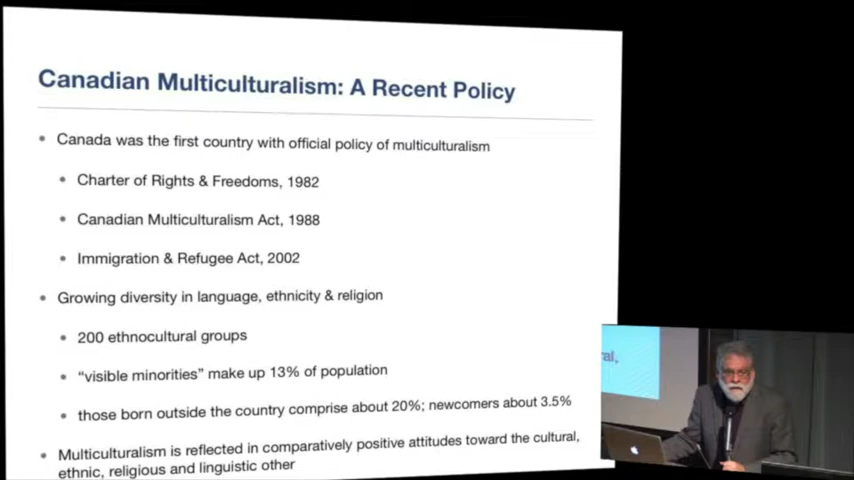 Canadian Multiculturalism: A Recent Policy
• Canada was the first country with official policy of multiculturalism
• Charter of Rights & Freedoms, 1982
• Canadian Multiculturalism Act, 1988
• Immigration & Refugee Act, 2002
• Growing diversity in language, ethnicity & religion
• 200 ethnocultural groups
• “visible minorities” make up 13% of population
• those born outside the country comprise about 20%; newcomers about 3.5%
• Multiculturalism is reflected in comparatively positive attitudes toward the cultural,
ethnic, religious and linguistic other
ral,